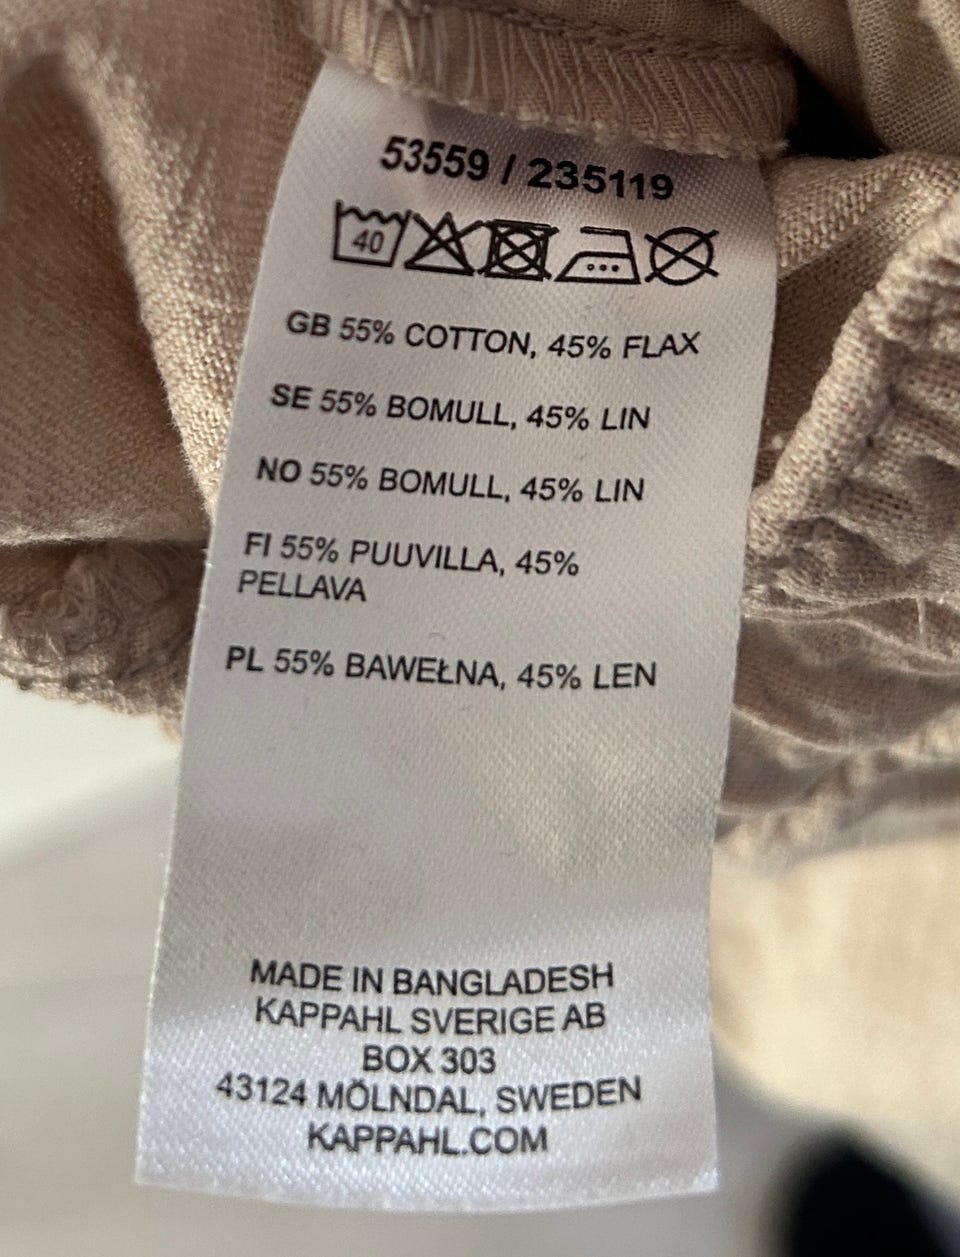 53559 / 235119
40
GB 55% COTTON, 45% FLAX
SE 55% BOMULL, 45% LIN
NO 55% BOMULL, 45% LIN
FI 55% PUUVILLA, 45%
PELLAVA
PL 55% BAWEŁNA, 45% LEN
MADE IN BANGLADESH
KAPPAHL SVERIGE AB
BOX 303
43124 MÖLNDAL, SWEDEN
KAPPAHL.COM